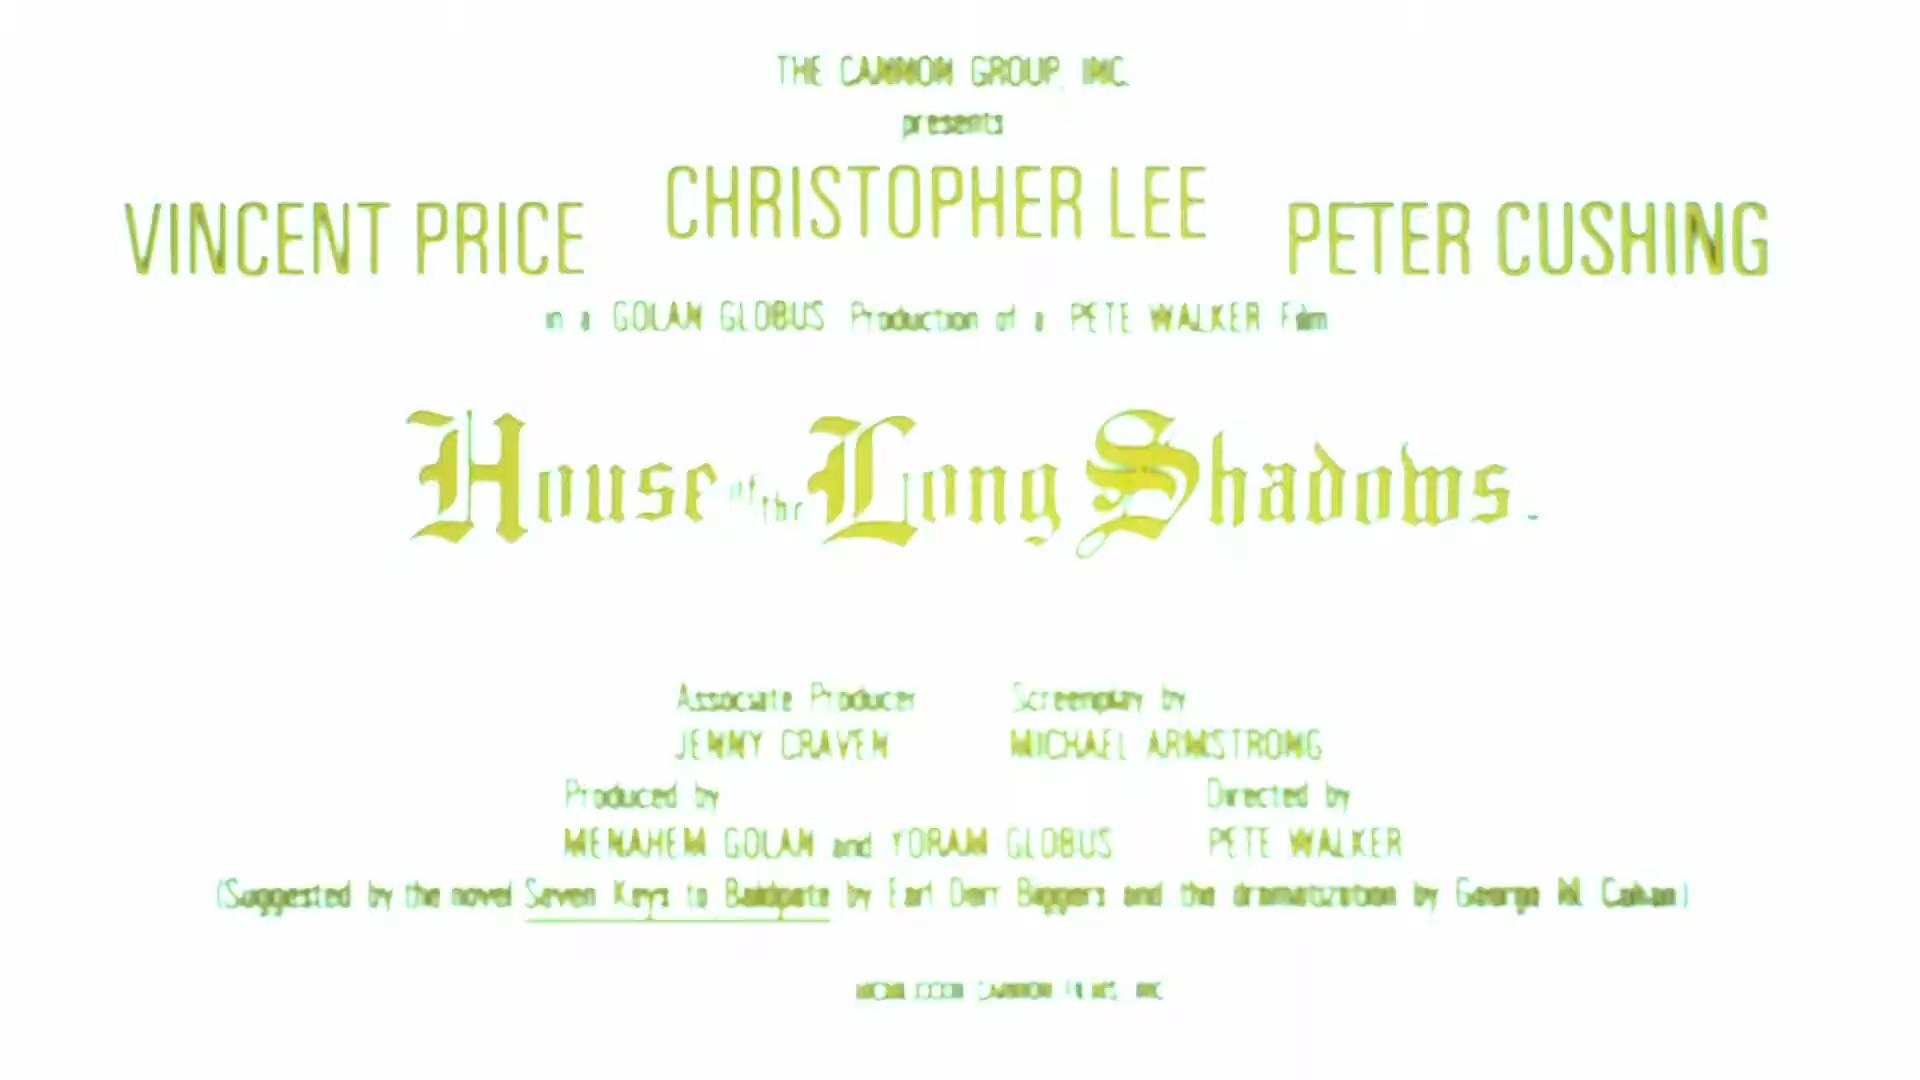 THE CANNON GROUP, INC.
presents
VINCENT PRICE CHRISTOPHER LEE PETER CUSHING
in a GOLAN GLOBUS Production of a PETE WALKER Film
House of the Long Shadows.
Associate Producer Screenplay by
JENNY CRAVEN MICHAEL ARMSTRONG
Produced by Directed by
MENAHEM GOLAN and YORAM GLOBUS PETE WALKER
(Suggested by the novel Seven Keys to Baldpate by Earl Derr Biggers and the dramatization by George M. Cohan)
CANNON FILMS, INC.